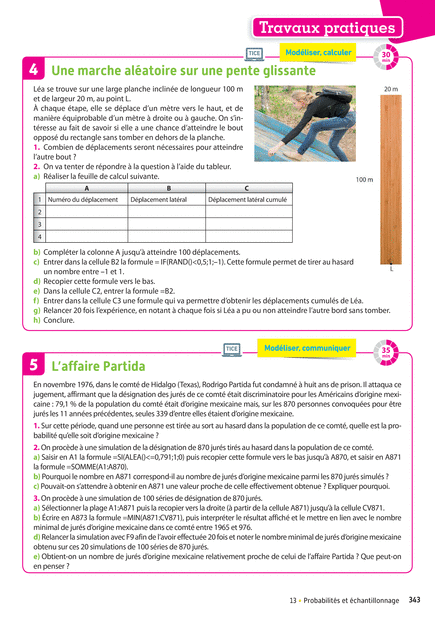 Travaux pratiques
TICE
Modéliser, calculer
30 min
4 Une marche aléatoire sur une pente glissante
Léa se trouve sur une large planche inclinée de longueur 100 m
et de largeur 20 m, au point L.
À chaque étape, elle se déplace d'un mètre vers le haut, et de
manière équiprobable d'un mètre à droite ou à gauche. On s'in-
téresse au fait de savoir si elle a une chance d'atteindre le bout
opposé du rectangle sans tomber en dehors de la planche.
1. Combien de déplacements seront nécessaires pour atteindre
l'autre bout ?
2. On va tenter de répondre à la question à l'aide du tableur.
a) Réaliser la feuille de calcul suivante.
20 m
100 m
L
A B C
1 Numéro du déplacement Déplacement latéral Déplacement latéral cumulé
2
3
4
b) Compléter la colonne A jusqu'à atteindre 100 déplacements.
c) Entrer dans la cellule B2 la formule = IF(RAND()<0,5;1;–1). Cette formule permet de tirer au hasard
un nombre entre –1 et 1.
d) Recopier cette formule vers le bas.
e) Dans la cellule C2, entrer la formule =B2.
f) Entrer dans la cellule C3 une formule qui va permettre d'obtenir les déplacements cumulés de Léa.
g) Relancer 20 fois l'expérience, en notant à chaque fois si Léa a pu ou non atteindre l'autre bord sans tomber.
h) Conclure.
TICE
Modéliser, communiquer
35 min
5 L'affaire Partida
En novembre 1976, dans le comté de Hidalgo (Texas), Rodrigo Partida fut condamné à huit ans de prison. Il attaqua ce
jugement, affirmant que la désignation des jurés de ce comté était discriminatoire pour les Américains d'origine mexi-
caine : 79,1 % de la population du comté était d'origine mexicaine mais, sur les 870 personnes convoquées pour être
jurés les 11 années précédentes, seules 339 d'entre elles étaient d'origine mexicaine.
1. Sur cette période, quand une personne est tirée au sort au hasard dans la population de ce comté, quelle est la pro-
babilité qu'elle soit d'origine mexicaine ?
2. On procède à une simulation de la désignation de 870 jurés tirés au hasard dans la population de ce comté.
a) Saisir en A1 la formule =SI(ALEA()<=0,791;1;0) puis recopier cette formule vers le bas jusqu'à A870, et saisir en A871
la formule =SOMME(A1:A870).
b) Pourquoi le nombre en A871 correspond-il au nombre de jurés d'origine mexicaine parmi les 870 jurés simulés ?
c) Pouvait-on s'attendre à obtenir en A871 une valeur proche de celle effectivement obtenue ? Expliquer pourquoi.
3. On procède à une simulation de 100 séries de désignation de 870 jurés.
a) Sélectionner la plage A1:A871 puis la recopier vers la droite (à partir de la cellule A871) jusqu'à la cellule CV871.
b) Écrire en A873 la formule =MIN(A871:CV871), puis interpréter le résultat affiché et le mettre en lien avec le nombre
minimal de jurés d'origine mexicaine dans ce comté entre 1965 et 1976.
d) Relancer la simulation avec F9 afin de l'avoir effectuée 20 fois et noter le nombre minimal de jurés d'origine mexicaine
obtenu sur ces 20 simulations de 100 séries de 870 jurés.
e) Obtient-on un nombre de jurés d'origine mexicaine relativement proche de celui de l'affaire Partida ? Que peut-on
en penser ?
13 • Probabilités et échantillonnage 343